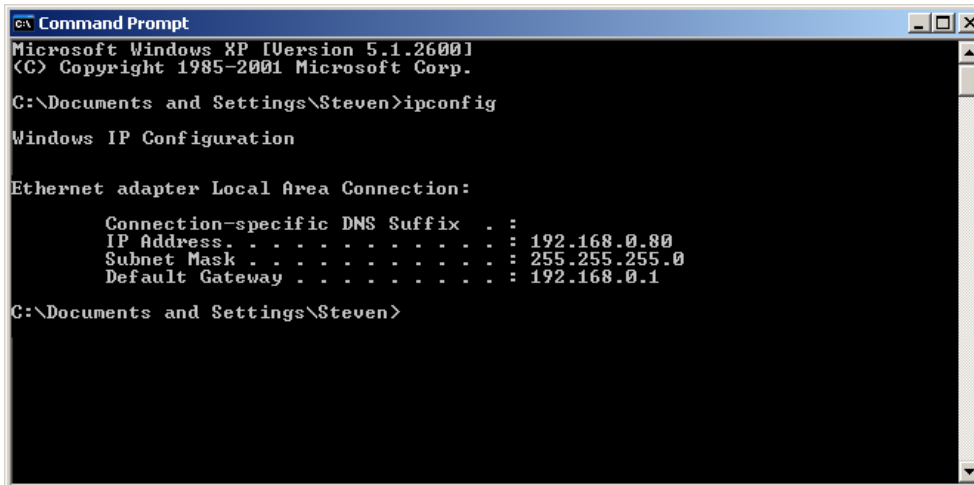 Command Prompt
Microsoft Windows XP [Version 5.1.2600]
(C) Copyright 1985-2001 Microsoft Corp.
C:\Documents and Settings\Steven>ipconfig
Windows IP Configuration
Ethernet adapter Local Area Connection:
Connection-specific DNS Suffix  . :
IP Address. . . . . . . . . . . . : 192.168.0.80
Subnet Mask . . . . . . . . . . . : 255.255.255.0
Default Gateway . . . . . . . . . : 192.168.0.1
C:\Documents and Settings\Steven>